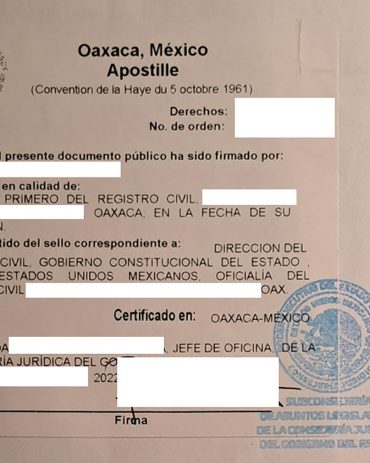 Oaxaca, México
Apostille
(Convention de la Haye du 5 octobre 1961)
Derechos:
No. de orden:
presente documento público ha sido firmado por:
en calidad de:
PRIMERO DEL REGISTRO CIVIL,
OAXACA; EN LA FECHA DE SU
tido del sello correspondiente a: DIRECCION DEL
CIVIL, GOBIERNO CONSTITUCIONAL DEL ESTADO ,
ESTADOS UNIDOS MEXICANOS, OFICIALÍA DEL
CIVIL OAX.
Certificado en: OAXACA-MÉXICO
, JEFE DE OFICINA, DE LA
RÍA JURÍDICA DEL GO
2022
Firma
SUBCONSEJERÍA
DE ASUNTOS LEGISLA
DE LA CONSEJERÍA JU
DEL GOBIERNO DEL ES